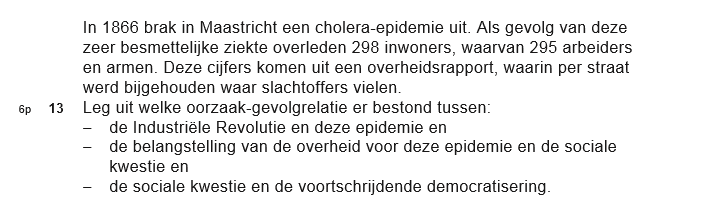 In 1866 brak in Maastricht een cholera-epidemie uit. Als gevolg van deze
zeer besmettelijke ziekte overleden 298 inwoners, waarvan 295 arbeiders
en armen. Deze cijfers komen uit een overheidsrapport, waarin per straat
werd bijgehouden waar slachtoffers vielen.
6p 13 Leg uit welke oorzaak-gevolgrelatie er bestond tussen:
– de Industriële Revolutie en deze epidemie en
– de belangstelling van de overheid voor deze epidemie en de sociale
kwestie en
– de sociale kwestie en de voortschrijdende democratisering.